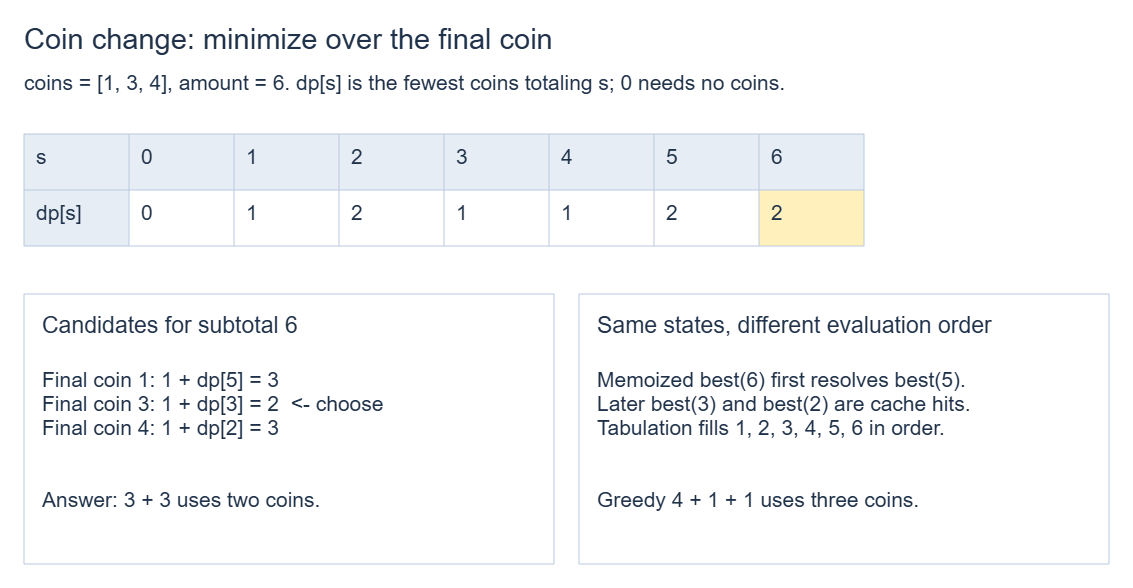 Coin change: minimize over the final coin
coins = [1, 3, 4], amount = 6. dp[s] is the fewest coins totaling s; 0 needs no coins.
s 0 1 2 3 4 5 6
dp[s] 0 1 2 1 1 2 2
Candidates for subtotal 6
Final coin 1: 1 + dp[5] = 3
Final coin 3: 1 + dp[3] = 2 <- choose
Final coin 4: 1 + dp[2] = 3
Answer: 3 + 3 uses two coins.
Same states, different evaluation order
Memoized best(6) first resolves best(5).
Later best(3) and best(2) are cache hits.
Tabulation fills 1, 2, 3, 4, 5, 6 in order.
Greedy 4 + 1 + 1 uses three coins.